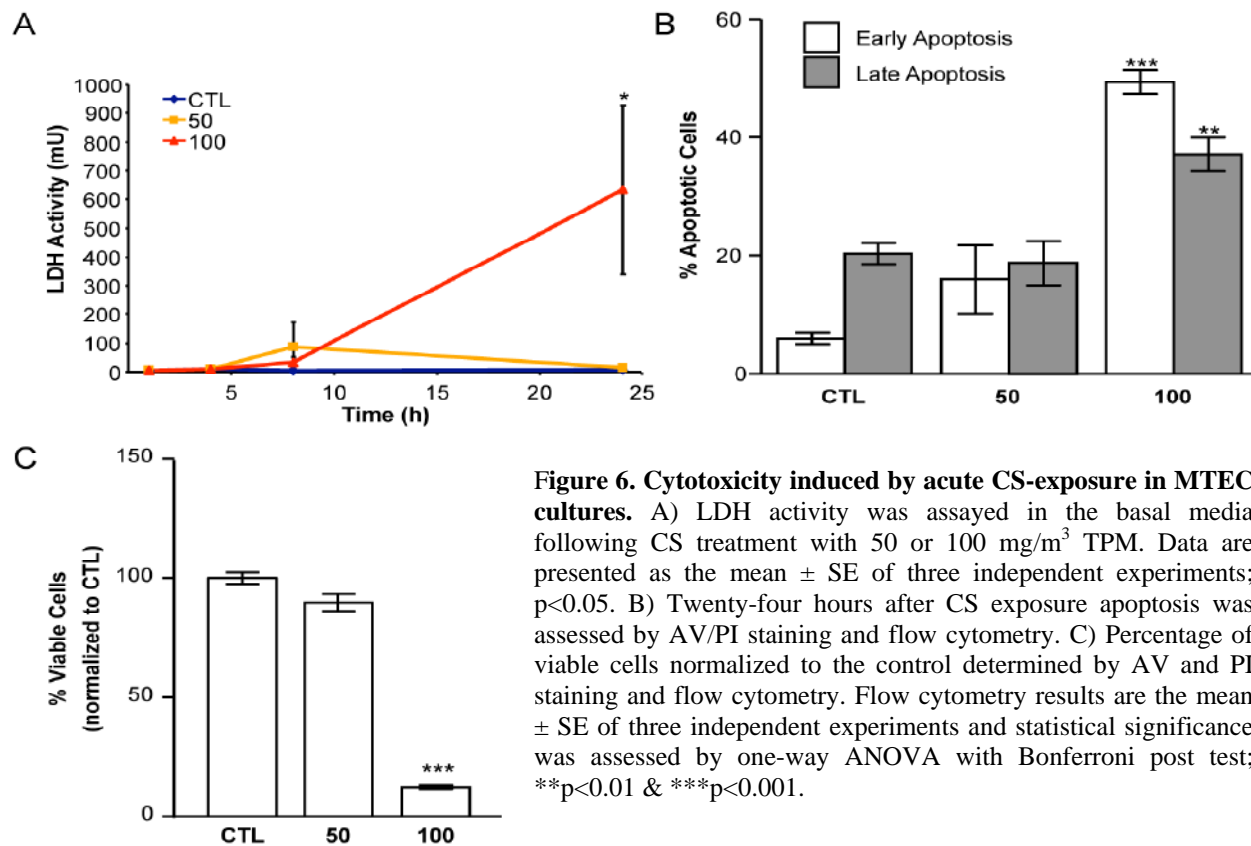 A
1000
900
800
700
600
500
400
300
200
100
0
LDH Activity (mU)
CTL
50
100
*
5
10
15
20
25
Time (h)
B
60
40
20
0
% Apoptotic Cells
Early Apoptosis
Late Apoptosis
***
**
CTL
50
100
C
150
100
50
0
% Viable Cells
(normalized to CTL)
***
CTL
50
100
Figure 6. Cytotoxicity induced by acute CS-exposure in MTEC
cultures. A) LDH activity was assayed in the basal media
following CS treatment with 50 or 100 mg/m³ TPM. Data are
presented as the mean ± SE of three independent experiments;
p<0.05. B) Twenty-four hours after CS exposure apoptosis was
assessed by AV/PI staining and flow cytometry. C) Percentage of
viable cells normalized to the control determined by AV and PI
staining and flow cytometry. Flow cytometry results are the mean
± SE of three independent experiments and statistical significance
was assessed by one-way ANOVA with Bonferroni post test;
**p<0.01 & ***p<0.001.